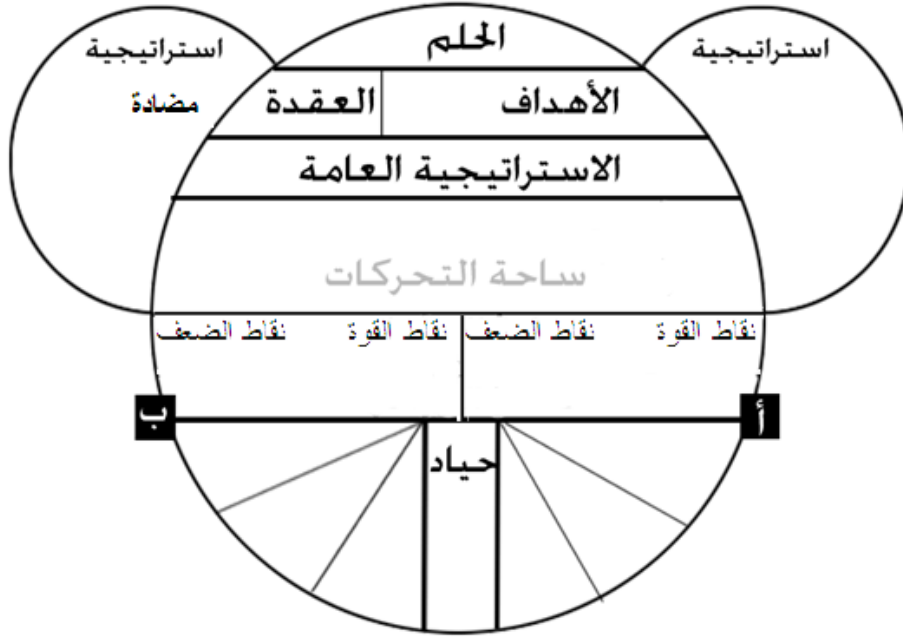 الحلم
استراتيجية
استراتيجية
مضادة
الأهداف
العقدة
الاستراتيجية العامة
ساحة التحركات
نقاط القوة
نقاط الضعف
نقاط القوة
نقاط الضعف
أ
ب
حياد